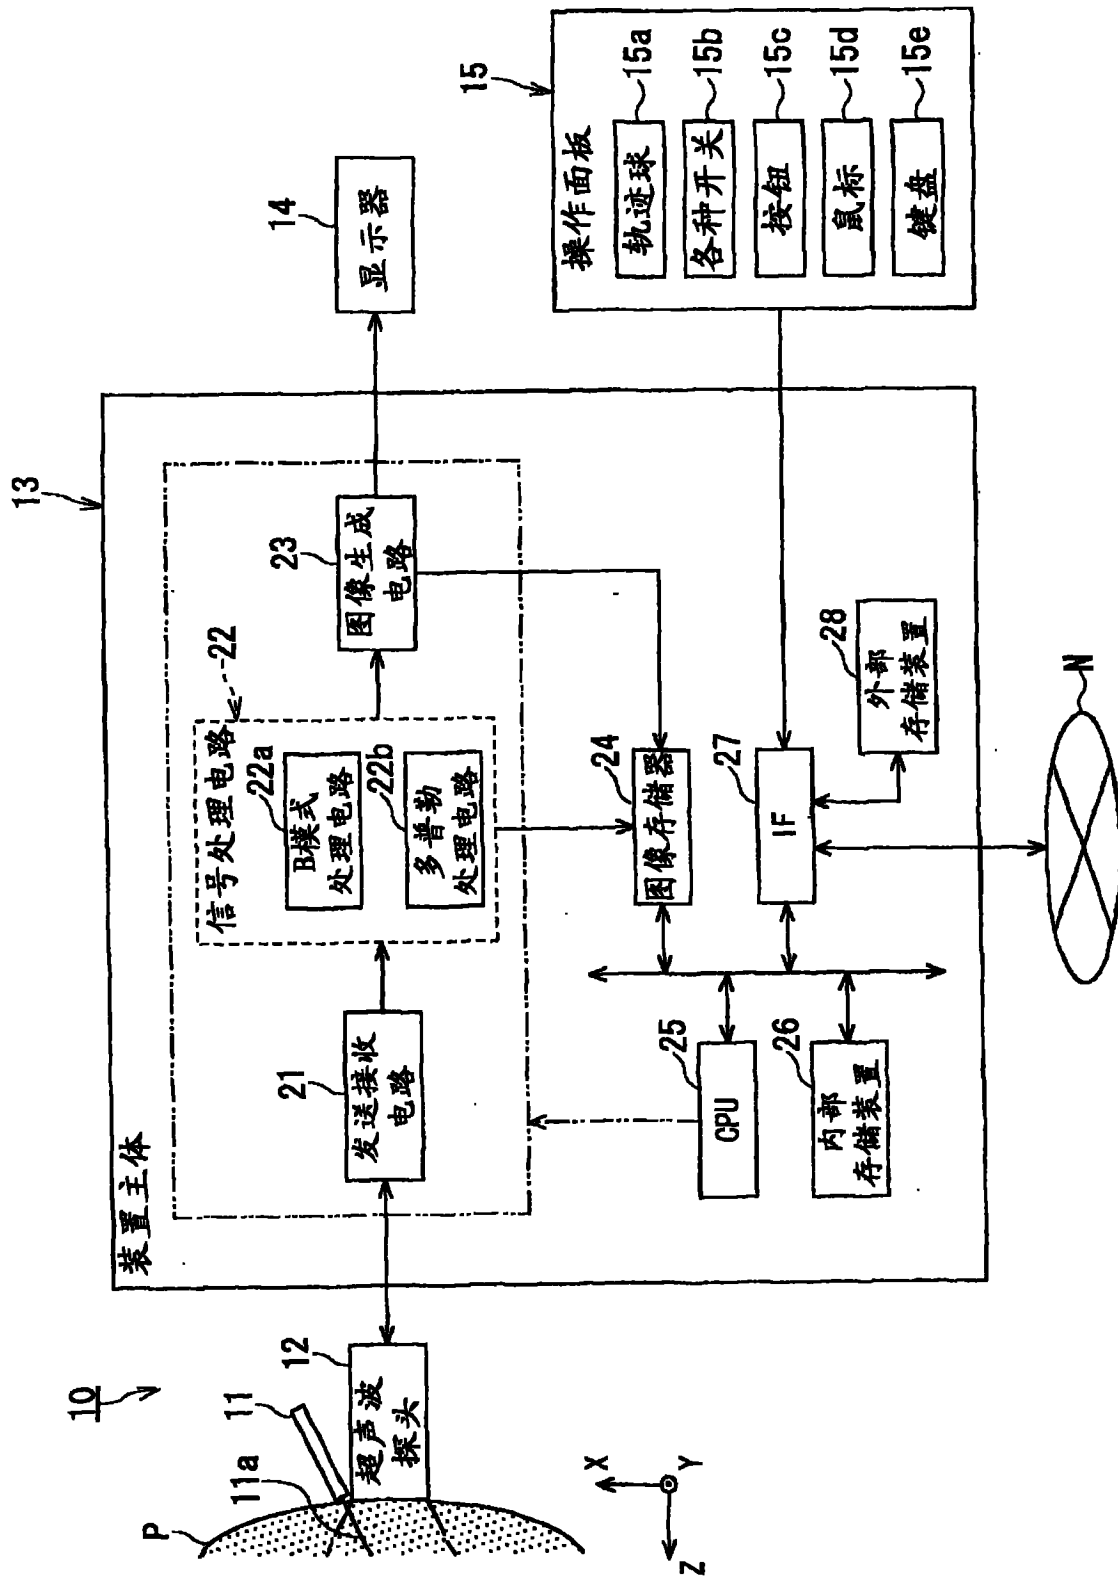 10
P
11a
11
12
超声波
探头
X
Y
Z
13
装置主体
21
发送接收
电路
信号处理电路
22
22a
B模式
处理电路
22b
多普勒
处理电路
23
图像生成
电路
14
显示器
24
图像存储器
25
CPU
26
内部
存储装置
27
IF
28
外部
存储装置
N
15
操作面板
轨迹球
15a
各种开关
15b
按钮
15c
鼠标
15d
键盘
15e